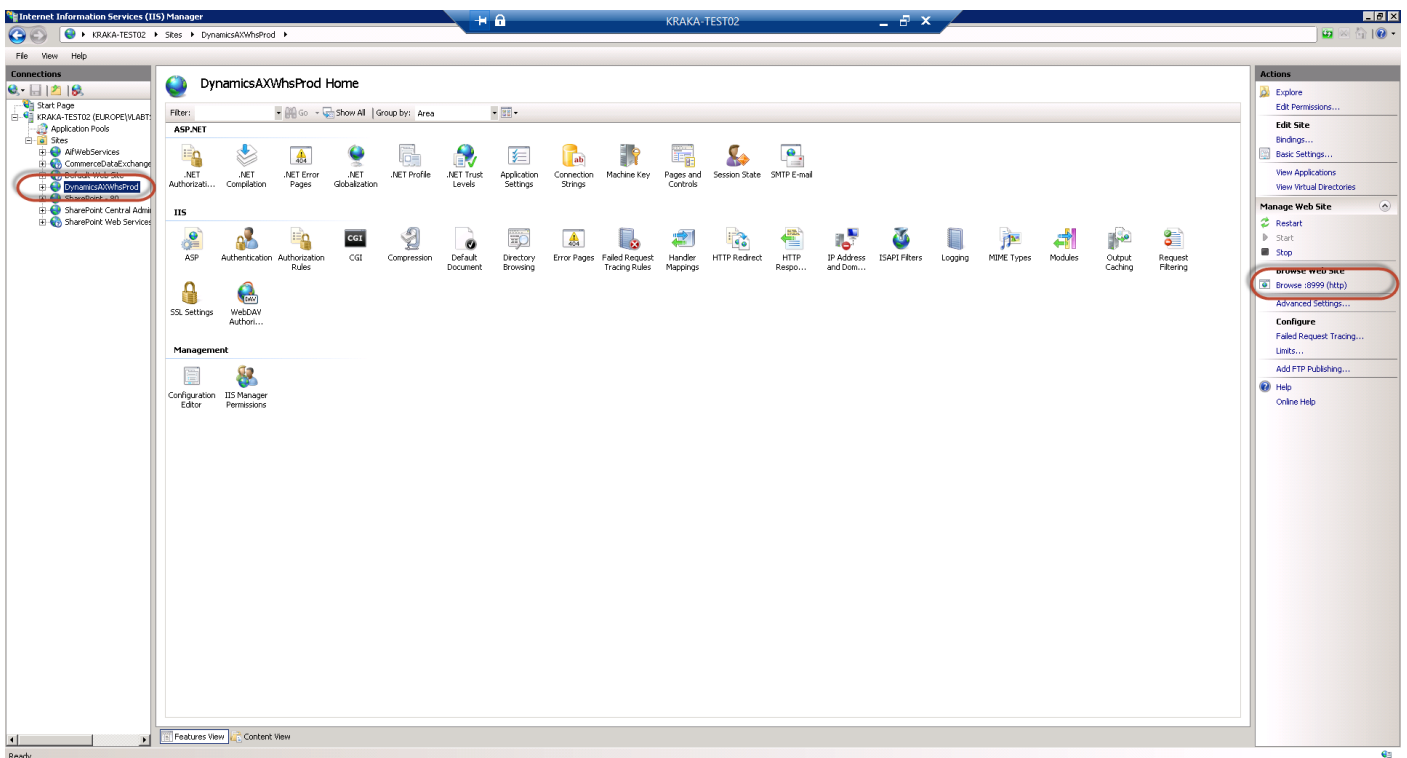 Internet Information Services (IIS) Manager
KRAKA-TEST02
KRAKA-TEST02 Sites DynamicsAXWhsProd
File View Help
Connections
Start Page
KRAKA-TEST02 (EUROPE\VLABT:
Application Pools
Sites
AifWebServices
CommerceDataExchange
Default Web Site
DynamicsAXWhsProd
SharePoint - 80
SharePoint Central Admi
SharePoint Web Services
DynamicsAXWhsProd Home
Filter: Go Show All Group by: Area
ASP.NET
.NET Authorizati...
.NET Compilation
404
.NET Error Pages
.NET Globalization
.NET Profile
.NET Trust Levels
Application Settings
ab
Connection Strings
Machine Key
Pages and Controls
Session State
SMTP E-mail
IIS
ASP
Authentication
Authorization Rules
CGI
CGI
Compression
Default Document
Directory Browsing
404
Error Pages
Failed Request Tracing Rules
Handler Mappings
HTTP Redirect
HTTP Respo...
IP Address and Dom...
ISAPI Filters
Logging
MIME Types
Modules
Output Caching
Request Filtering
SSL Settings
DAV
WebDAV Authori...
Management
Configuration Editor
IIS Manager Permissions
Features View Content View
Ready
Actions
Explore
Edit Permissions...
Edit Site
Bindings...
Basic Settings...
View Applications
View Virtual Directories
Manage Web Site
Restart
Start
Stop
Browse Web Site
Browse :8999 (http)
Advanced Settings...
Configure
Failed Request Tracing...
Limits...
Add FTP Publishing...
Help
Online Help